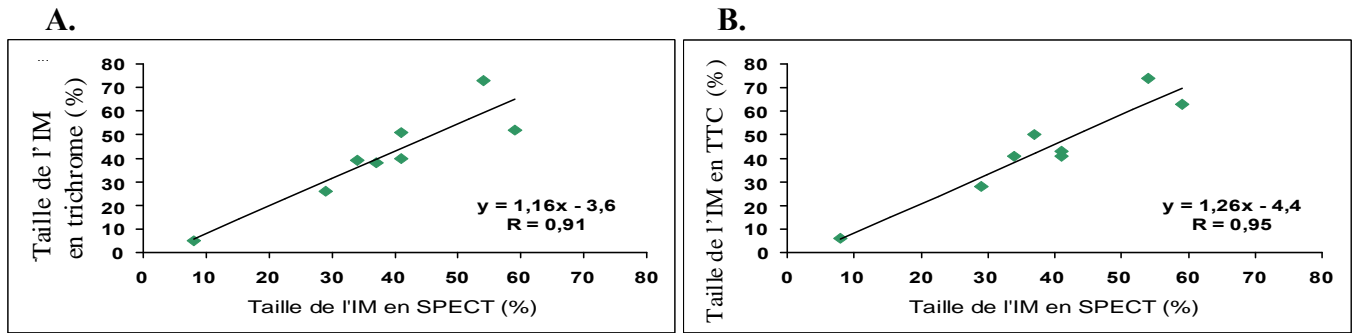 A.
...
Taille de l'IM
en trichrome (%)
80
70
60
50
40
30
20
10
0
y = 1,16x - 3,6
R = 0,91
0 10 20 30 40 50 60 70 80
Taille de l'IM en SPECT (%)
B.
Taille de l'IM en TTC (%)
80
70
60
50
40
30
20
10
0
y = 1,26x - 4,4
R = 0,95
0 10 20 30 40 50 60 70 80
Taille de l'IM en SPECT (%)